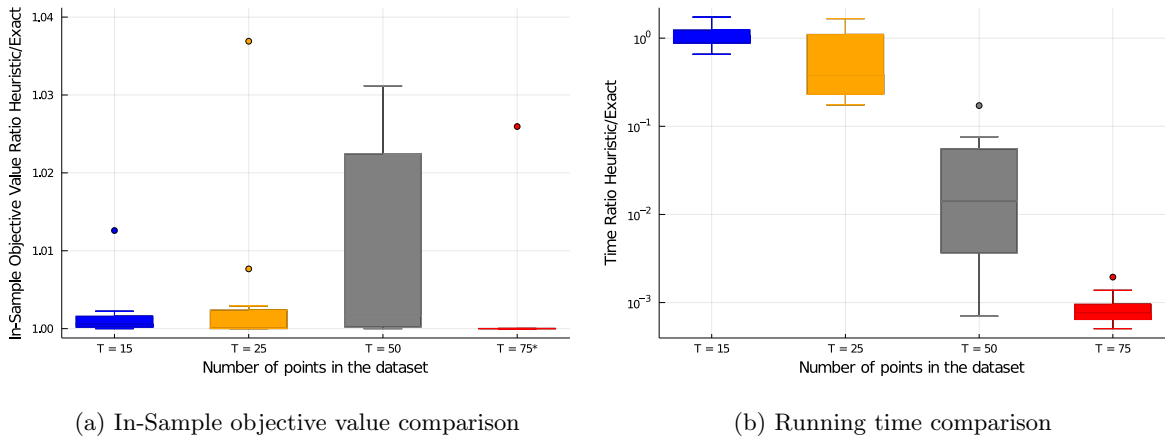 In-Sample Objective Value Ratio Heuristic/Exact
1.04
1.03
1.02
1.01
1.00
T = 15
T = 25
T = 50
T = 75*
Number of points in the dataset
(a) In-Sample objective value comparison
Time Ratio Heuristic/Exact
10⁰
10⁻¹
10⁻²
10⁻³
T = 15
T = 25
T = 50
T = 75
Number of points in the dataset
(b) Running time comparison